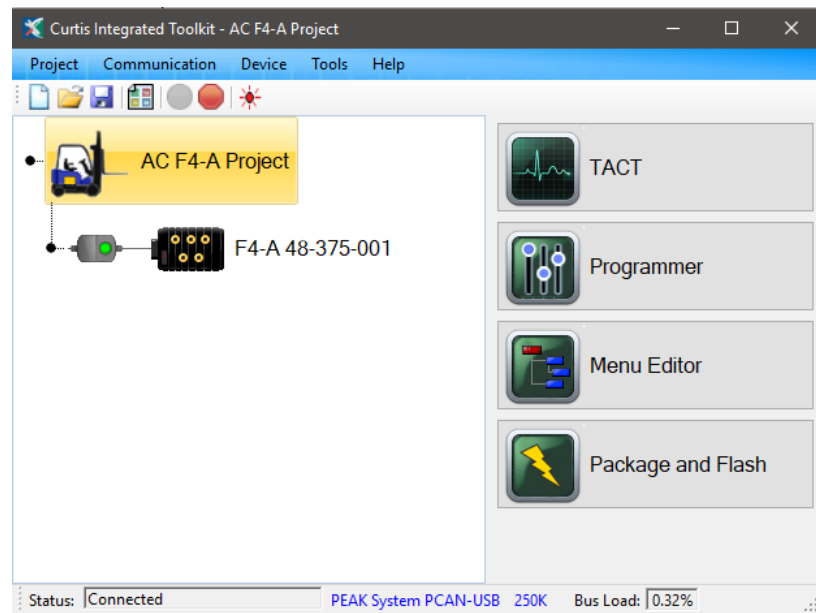 Curtis Integrated Toolkit - AC F4-A Project
Project Communication Device Tools Help
AC F4-A Project
F4-A 48-375-001
TACT
Programmer
Menu Editor
Package and Flash
Status: Connected PEAK System PCAN-USB 250K Bus Load: 0.32%